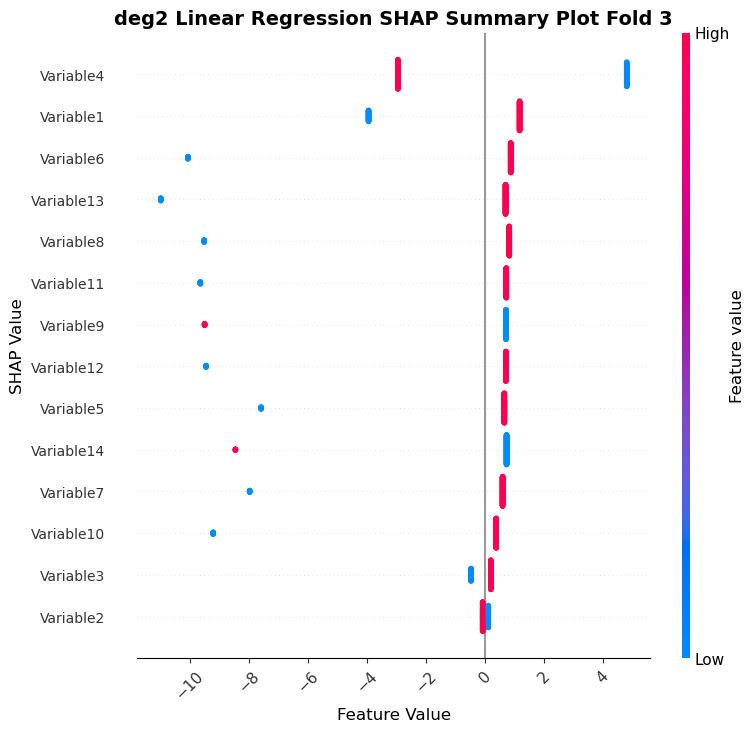 deg2 Linear Regression SHAP Summary Plot Fold 3
High
Variable4
Variable1
Variable6
Variable13
Variable8
Variable11
Variable9
Variable12
Variable5
Variable14
Variable7
Variable10
Variable3
Variable2
SHAP Value
Feature value
Low
−10 −8 −6 −4 −2 0 2 4
Feature Value